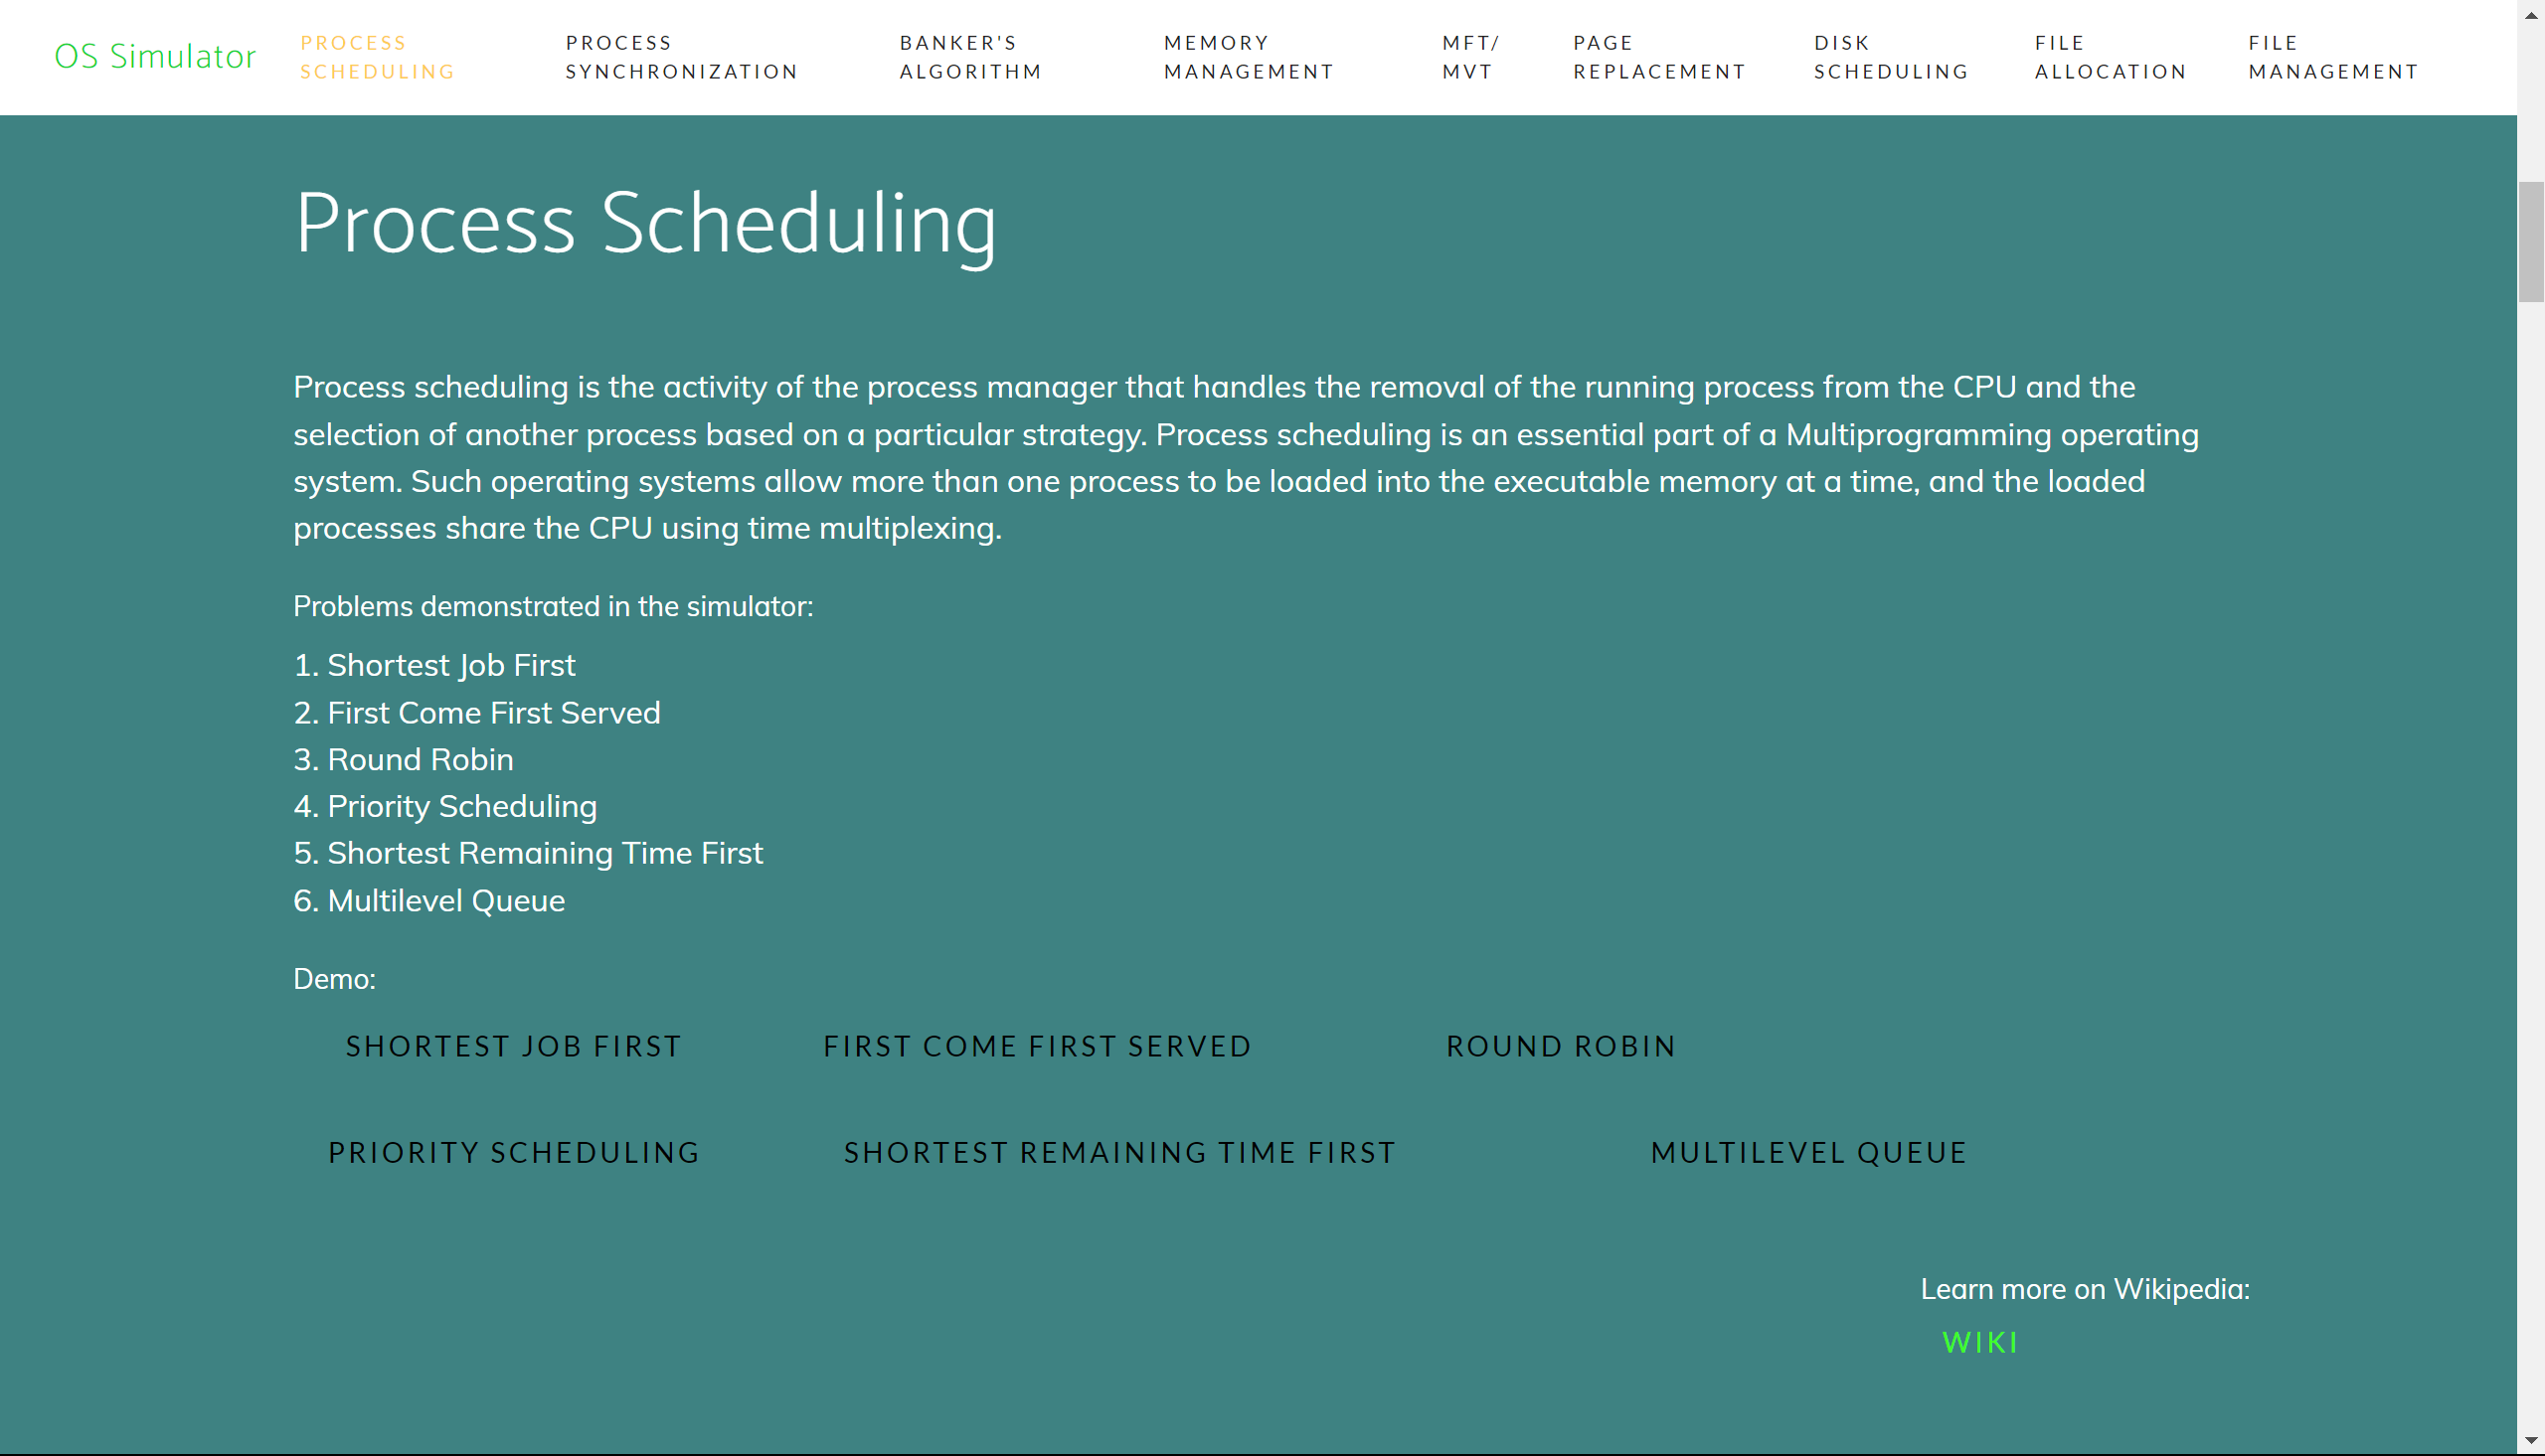 OS Simulator
PROCESS
SCHEDULING
PROCESS
SYNCHRONIZATION
BANKER'S
ALGORITHM
MEMORY
MANAGEMENT
MFT/
MVT
PAGE
REPLACEMENT
DISK
SCHEDULING
FILE
ALLOCATION
FILE
MANAGEMENT
Process Scheduling
Process scheduling is the activity of the process manager that handles the removal of the running process from the CPU and the
selection of another process based on a particular strategy. Process scheduling is an essential part of a Multiprogramming operating
system. Such operating systems allow more than one process to be loaded into the executable memory at a time, and the loaded
processes share the CPU using time multiplexing.
Problems demonstrated in the simulator:
1. Shortest Job First
2. First Come First Served
3. Round Robin
4. Priority Scheduling
5. Shortest Remaining Time First
6. Multilevel Queue
Demo:
SHORTEST JOB FIRST
FIRST COME FIRST SERVED
ROUND ROBIN
PRIORITY SCHEDULING
SHORTEST REMAINING TIME FIRST
MULTILEVEL QUEUE
Learn more on Wikipedia:
WIKI